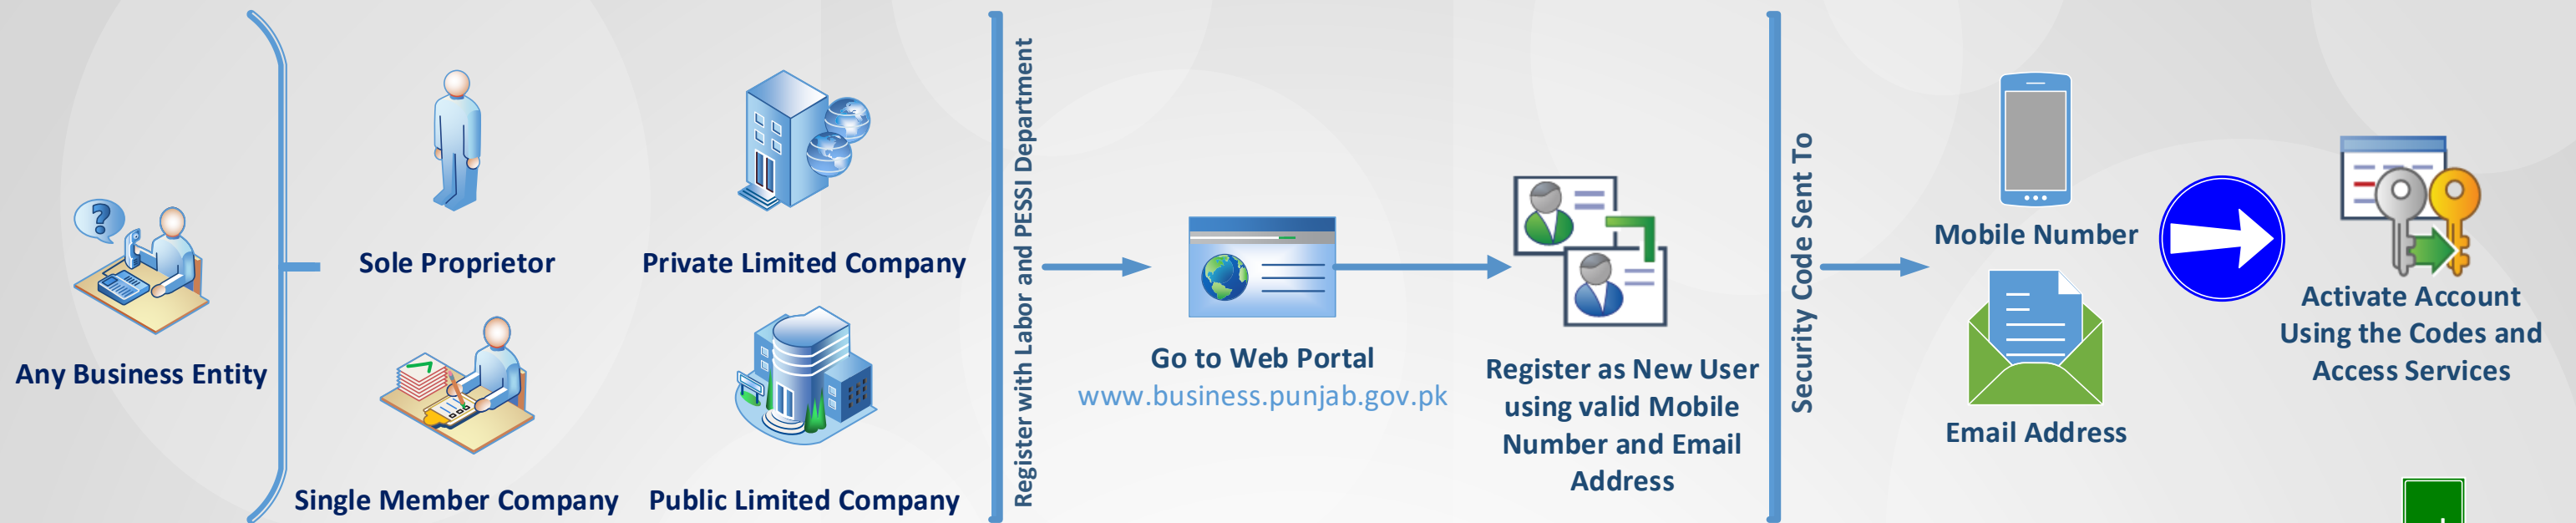 ?
Any Business Entity
Sole Proprietor
Private Limited Company
Single Member Company
Public Limited Company
Register with Labor and PESSI Department
Go to Web Portal
www.business.punjab.gov.pk
Register as New User
using valid Mobile
Number and Email
Address
Security Code Sent To
Mobile Number
Email Address
Activate Account
Using the Codes and
Access Services